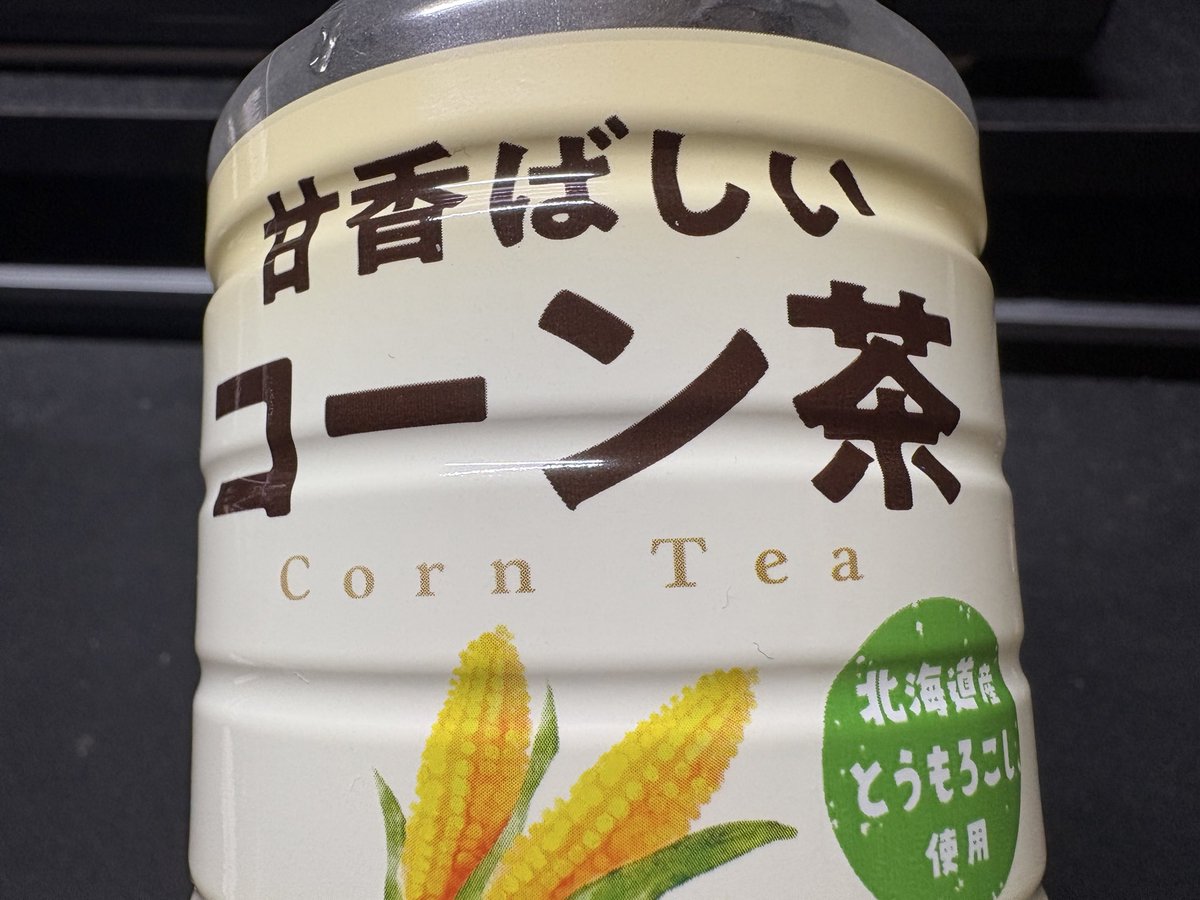 甘香ばしい
コーン茶
Corn Tea
北海道産
とうもろこし
使用